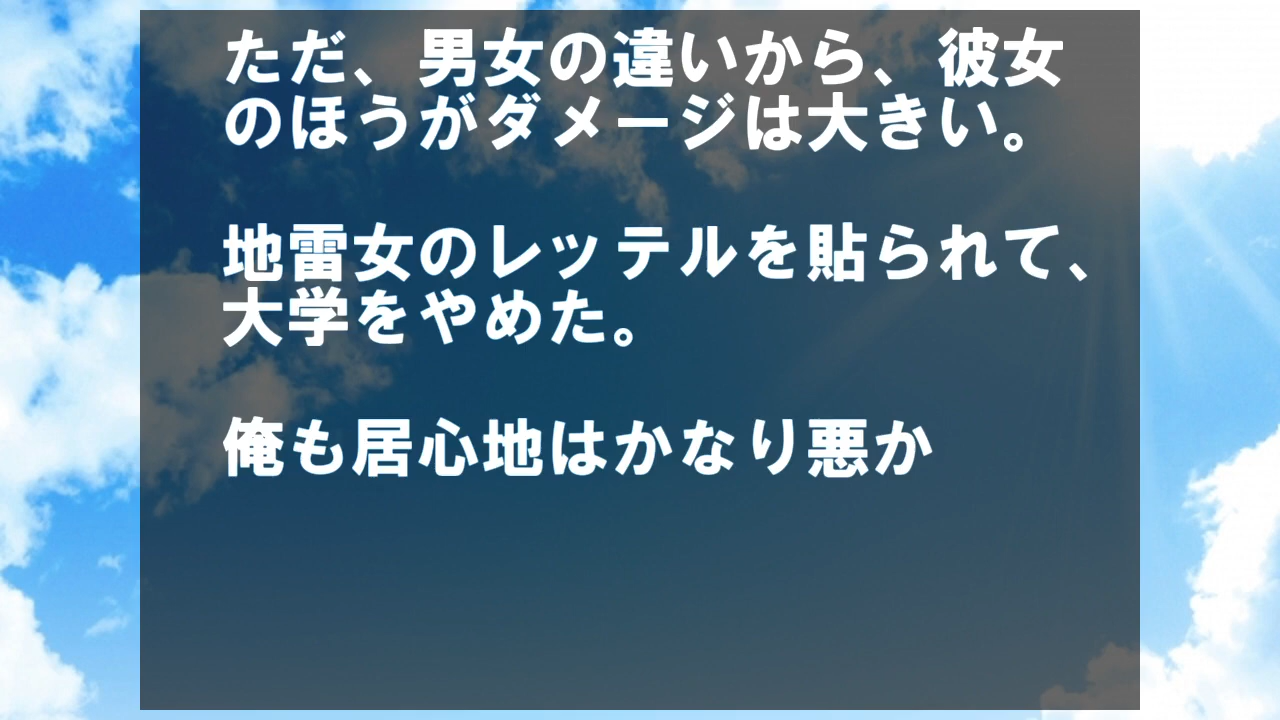 ただ、男女の違いから、彼女
のほうがダメージは大きい。
地雷女のレッテルを貼られて、
大学をやめた。
俺も居心地はかなり悪か